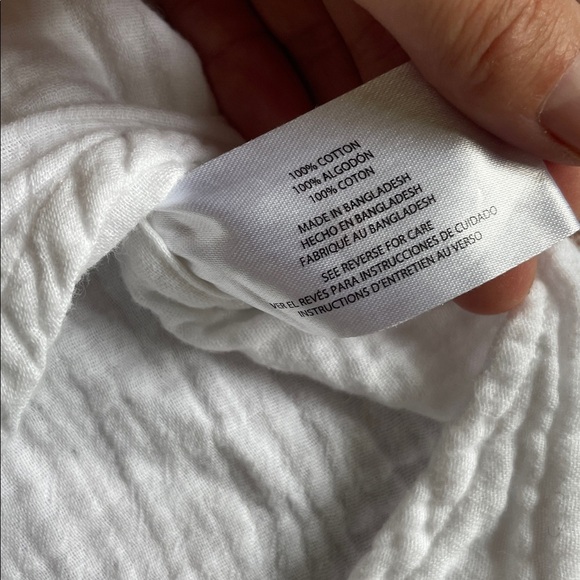 100% COTTON
100% ALGODÓN
100% COTON
MADE IN BANGLADESH
HECHO EN BANGLADESH
FABRIQUÉ AU BANGLADESH
SEE REVERSE FOR CARE
VER EL REVÉS PARA INSTRUCCIONES DE CUIDADO
INSTRUCTIONS D'ENTRETIEN AU VERSO